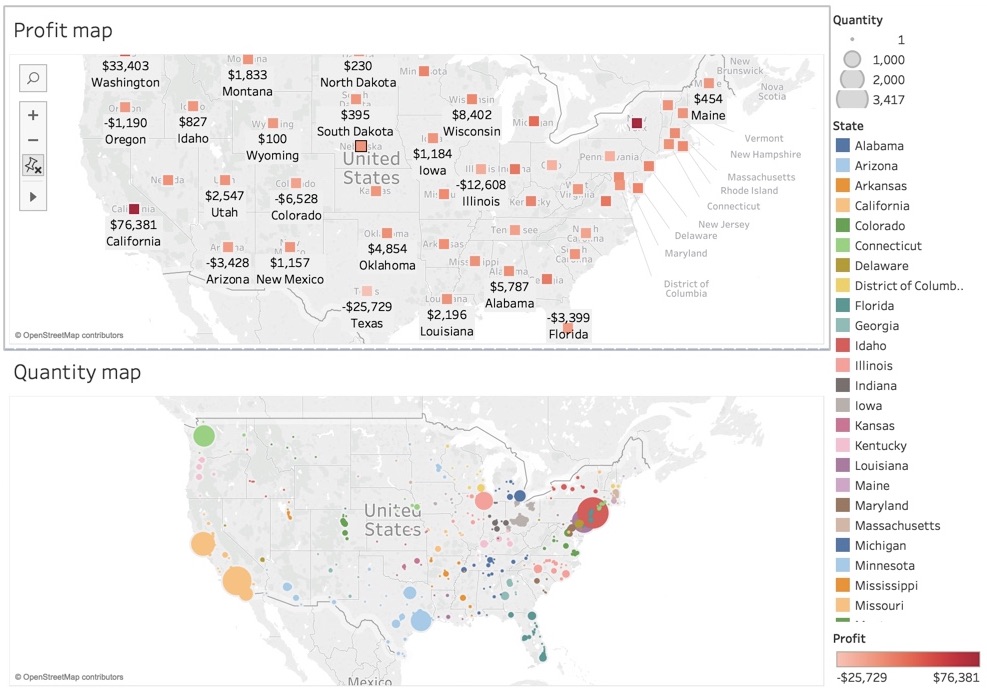 Profit map
$33,403
Washington
$1,833
Montana
$230
North Dakota
-$1,190
Oregon
$827
Idaho
$100
Wyoming
$395
South Dakota
$8,402
Wisconsin
$454
Maine
New
Brunswick
Nova
Scotia
United
States
$1,184
Iowa
-$12,608
Illinois
$2,547
Utah
-$6,528
Colorado
$76,381
California
-$3,428
Arizona
$1,157
New Mexico
$4,854
Oklahoma
-$25,729
Texas
$2,196
Louisiana
$5,787
Alabama
-$3,399
Florida
Vermont
New Hampshire
Massachusetts
Rhode Island
Connecticut
New Jersey
Delaware
Maryland
District of
Columbia
North
Carolina
South
Carolina
© OpenStreetMap contributors
Quantity map
United
States
Mexico
© OpenStreetMap contributors
Quantity
1
1,000
2,000
3,417
State
Alabama
Arizona
Arkansas
California
Colorado
Connecticut
Delaware
District of Columb..
Florida
Georgia
Idaho
Illinois
Indiana
Iowa
Kansas
Kentucky
Louisiana
Maine
Maryland
Massachusetts
Michigan
Minnesota
Mississippi
Missouri
Profit
-$25,729
$76,381